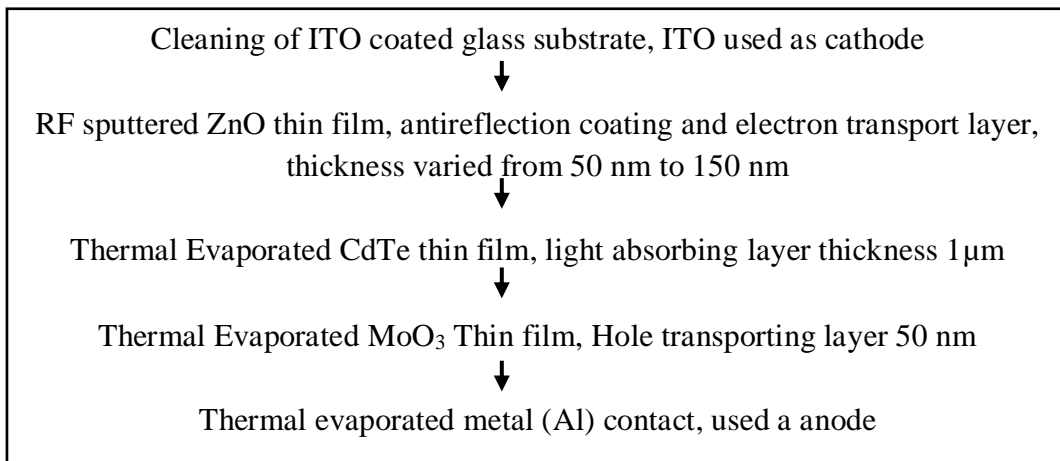 Cleaning of ITO coated glass substrate, ITO used as cathode
RF sputtered ZnO thin film, antireflection coating and electron transport layer,
thickness varied from 50 nm to 150 nm
Thermal Evaporated CdTe thin film, light absorbing layer thickness 1µm
Thermal Evaporated MoO₃ Thin film, Hole transporting layer 50 nm
Thermal evaporated metal (Al) contact, used a anode